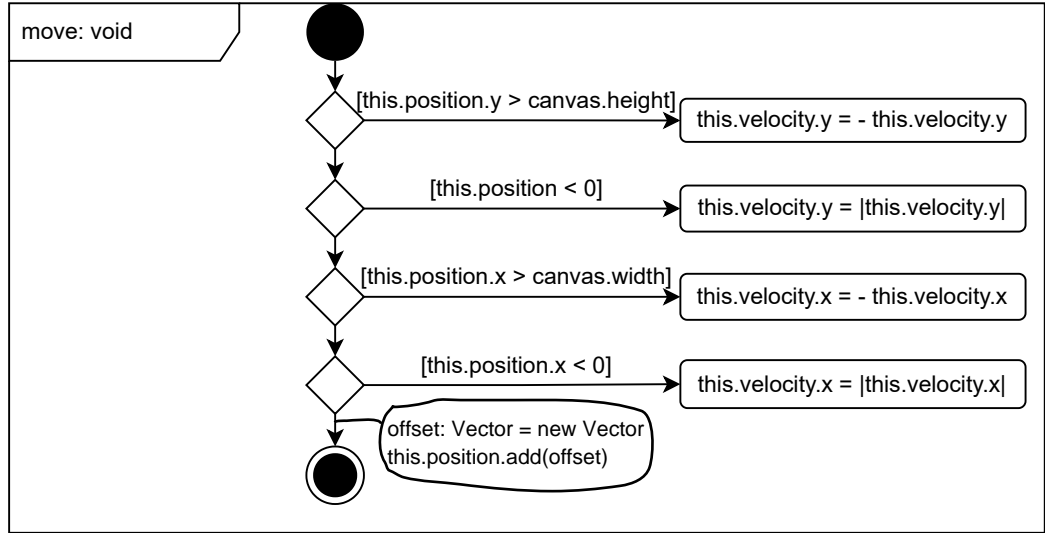 move: void
[this.position.y > canvas.height]
this.velocity.y = - this.velocity.y
[this.position < 0]
this.velocity.y = |this.velocity.y|
[this.position.x > canvas.width]
this.velocity.x = - this.velocity.x
[this.position.x < 0]
this.velocity.x = |this.velocity.x|
offset: Vector = new Vector
this.position.add(offset)